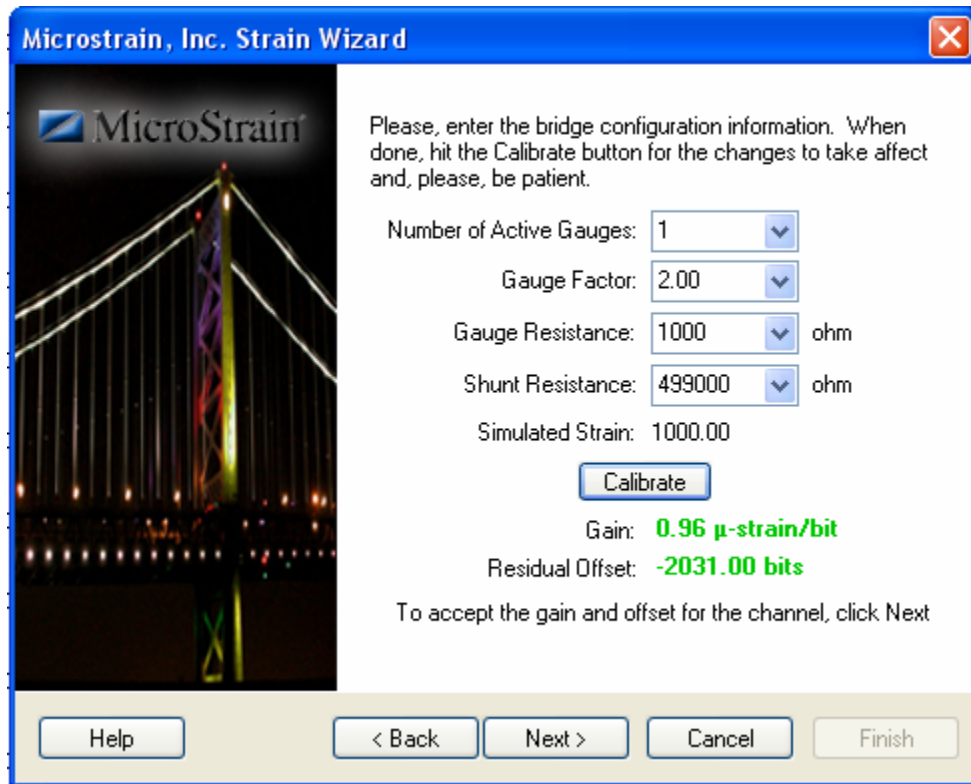 Microstrain, Inc. Strain Wizard
MicroStrain
Please, enter the bridge configuration information. When
done, hit the Calibrate button for the changes to take affect
and, please, be patient.
Number of Active Gauges: 1
Gauge Factor: 2.00
Gauge Resistance: 1000 ohm
Shunt Resistance: 499000 ohm
Simulated Strain: 1000.00
Calibrate
Gain: 0.96 µ-strain/bit
Residual Offset: -2031.00 bits
To accept the gain and offset for the channel, click Next
Help < Back Next > Cancel Finish